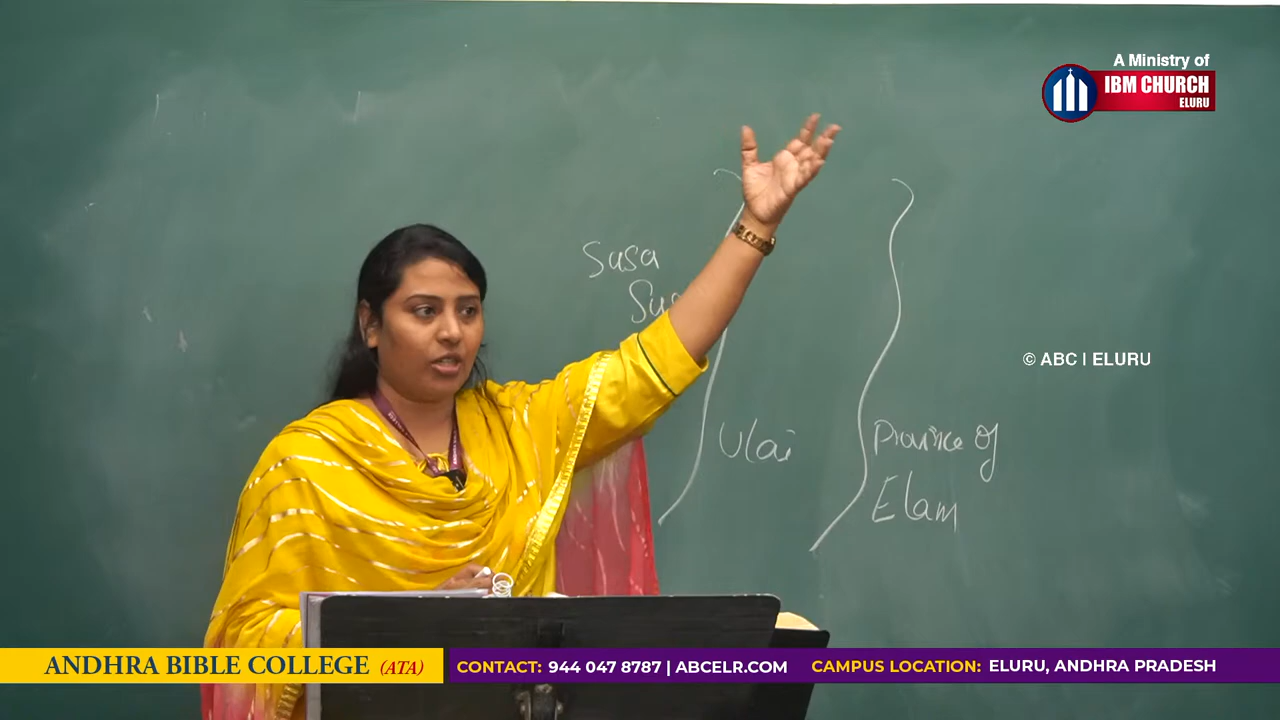 A Ministry of
IBM CHURCH
ELURU
Susa
© ABC | ELURU
Ulai
Province of
Elam
ANDHRA BIBLE COLLEGE (ATA)
CONTACT: 944 047 8787 | ABCELR.COM
CAMPUS LOCATION: ELURU, ANDHRA PRADESH